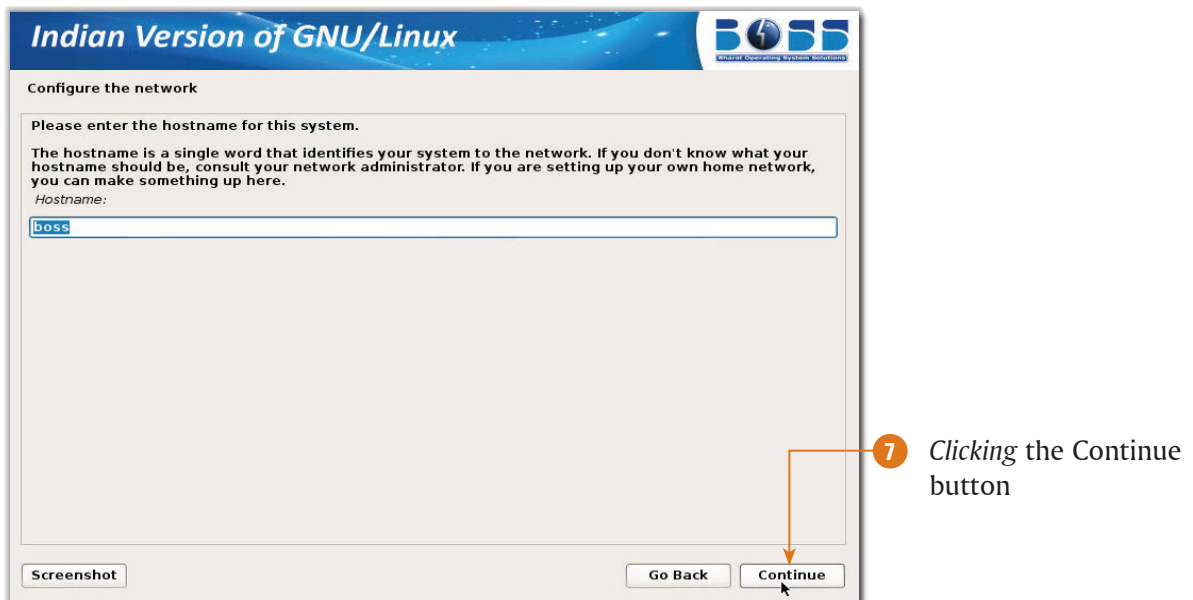 Indian Version of GNU/Linux
BOSS
Bharat Operating System Solutions
Configure the network
Please enter the hostname for this system.
The hostname is a single word that identifies your system to the network. If you don't know what your
hostname should be, consult your network administrator. If you are setting up your own home network,
you can make something up here.
Hostname:
boss
7 Clicking the Continue
button
Screenshot
Go Back
Continue